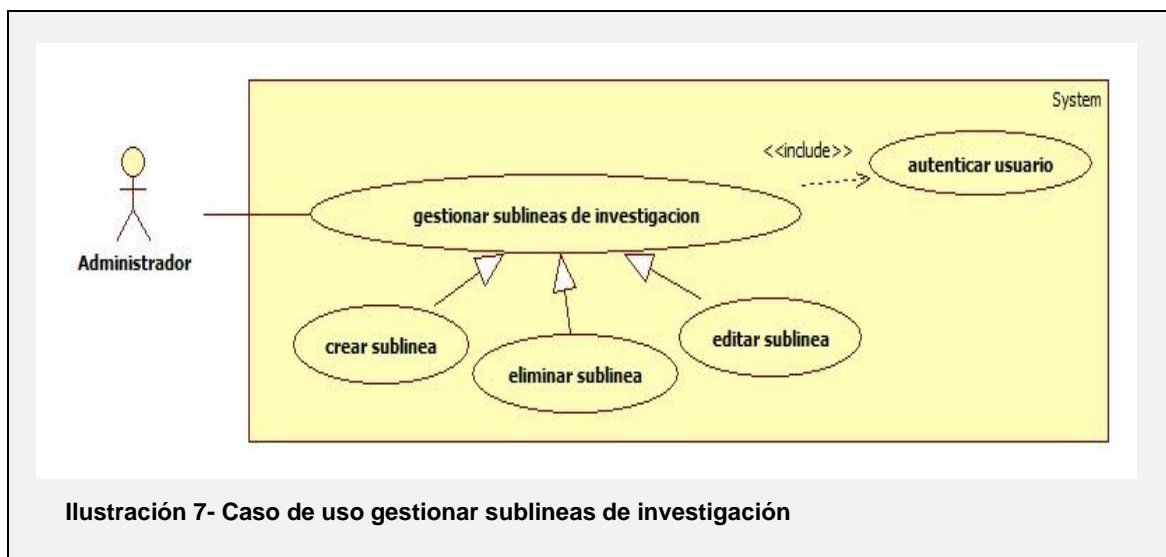 System
<<include>>
autenticar usuario
gestionar sublineas de investigacion
Administrador
crear sublinea
eliminar sublinea
editar sublinea
Ilustración 7- Caso de uso gestionar sublineas de investigación